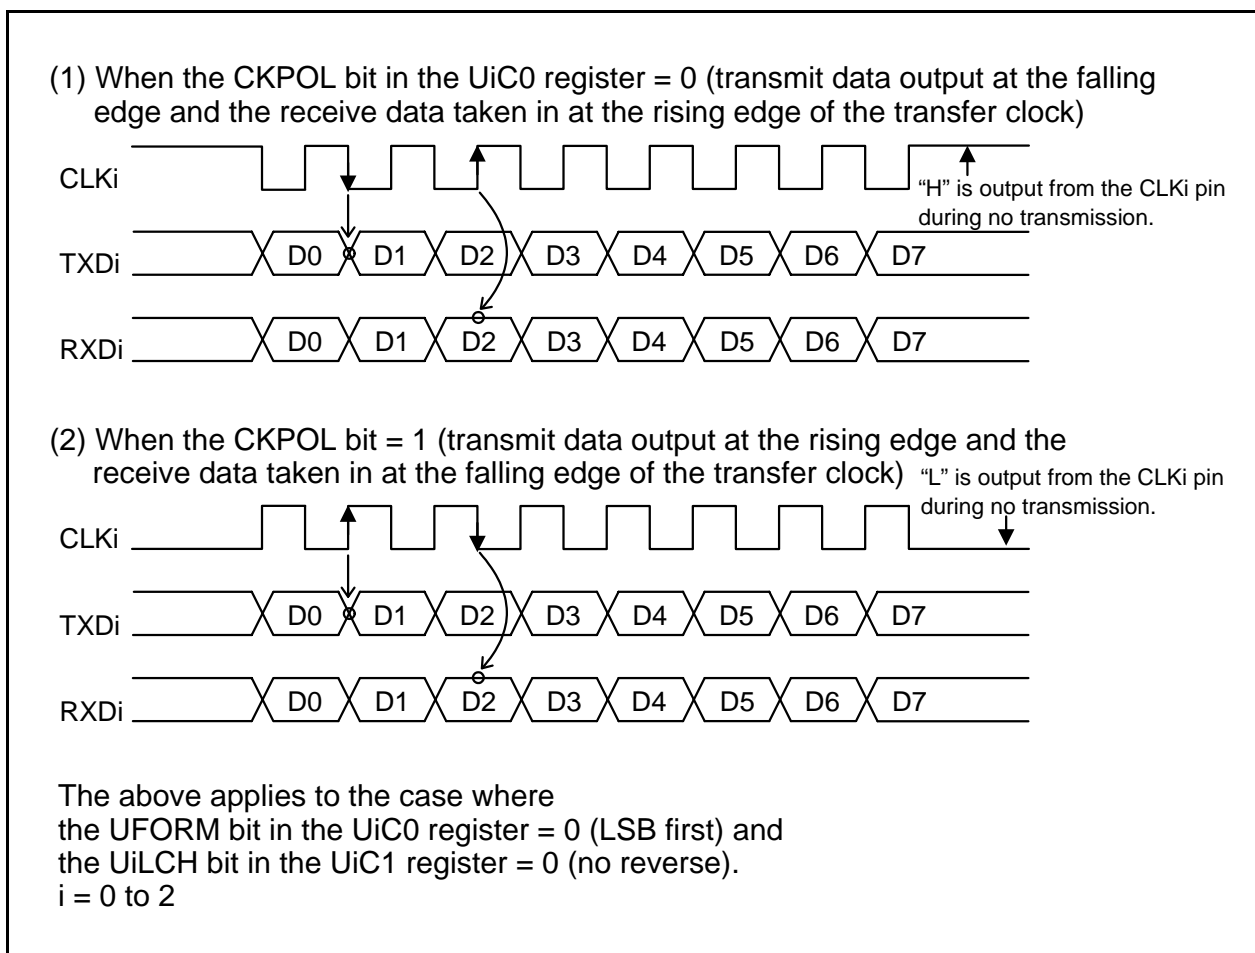 (1) When the CKPOL bit in the UiC0 register = 0 (transmit data output at the falling
edge and the receive data taken in at the rising edge of the transfer clock)
CLKi
“H” is output from the CLKi pin
during no transmission.
TXDi D0 D1 D2 D3 D4 D5 D6 D7
RXDi D0 D1 D2 D3 D4 D5 D6 D7
(2) When the CKPOL bit = 1 (transmit data output at the rising edge and the
receive data taken in at the falling edge of the transfer clock)
“L” is output from the CLKi pin
during no transmission.
CLKi
TXDi D0 D1 D2 D3 D4 D5 D6 D7
RXDi D0 D1 D2 D3 D4 D5 D6 D7
The above applies to the case where
the UFORM bit in the UiC0 register = 0 (LSB first) and
the UiLCH bit in the UiC1 register = 0 (no reverse).
i = 0 to 2